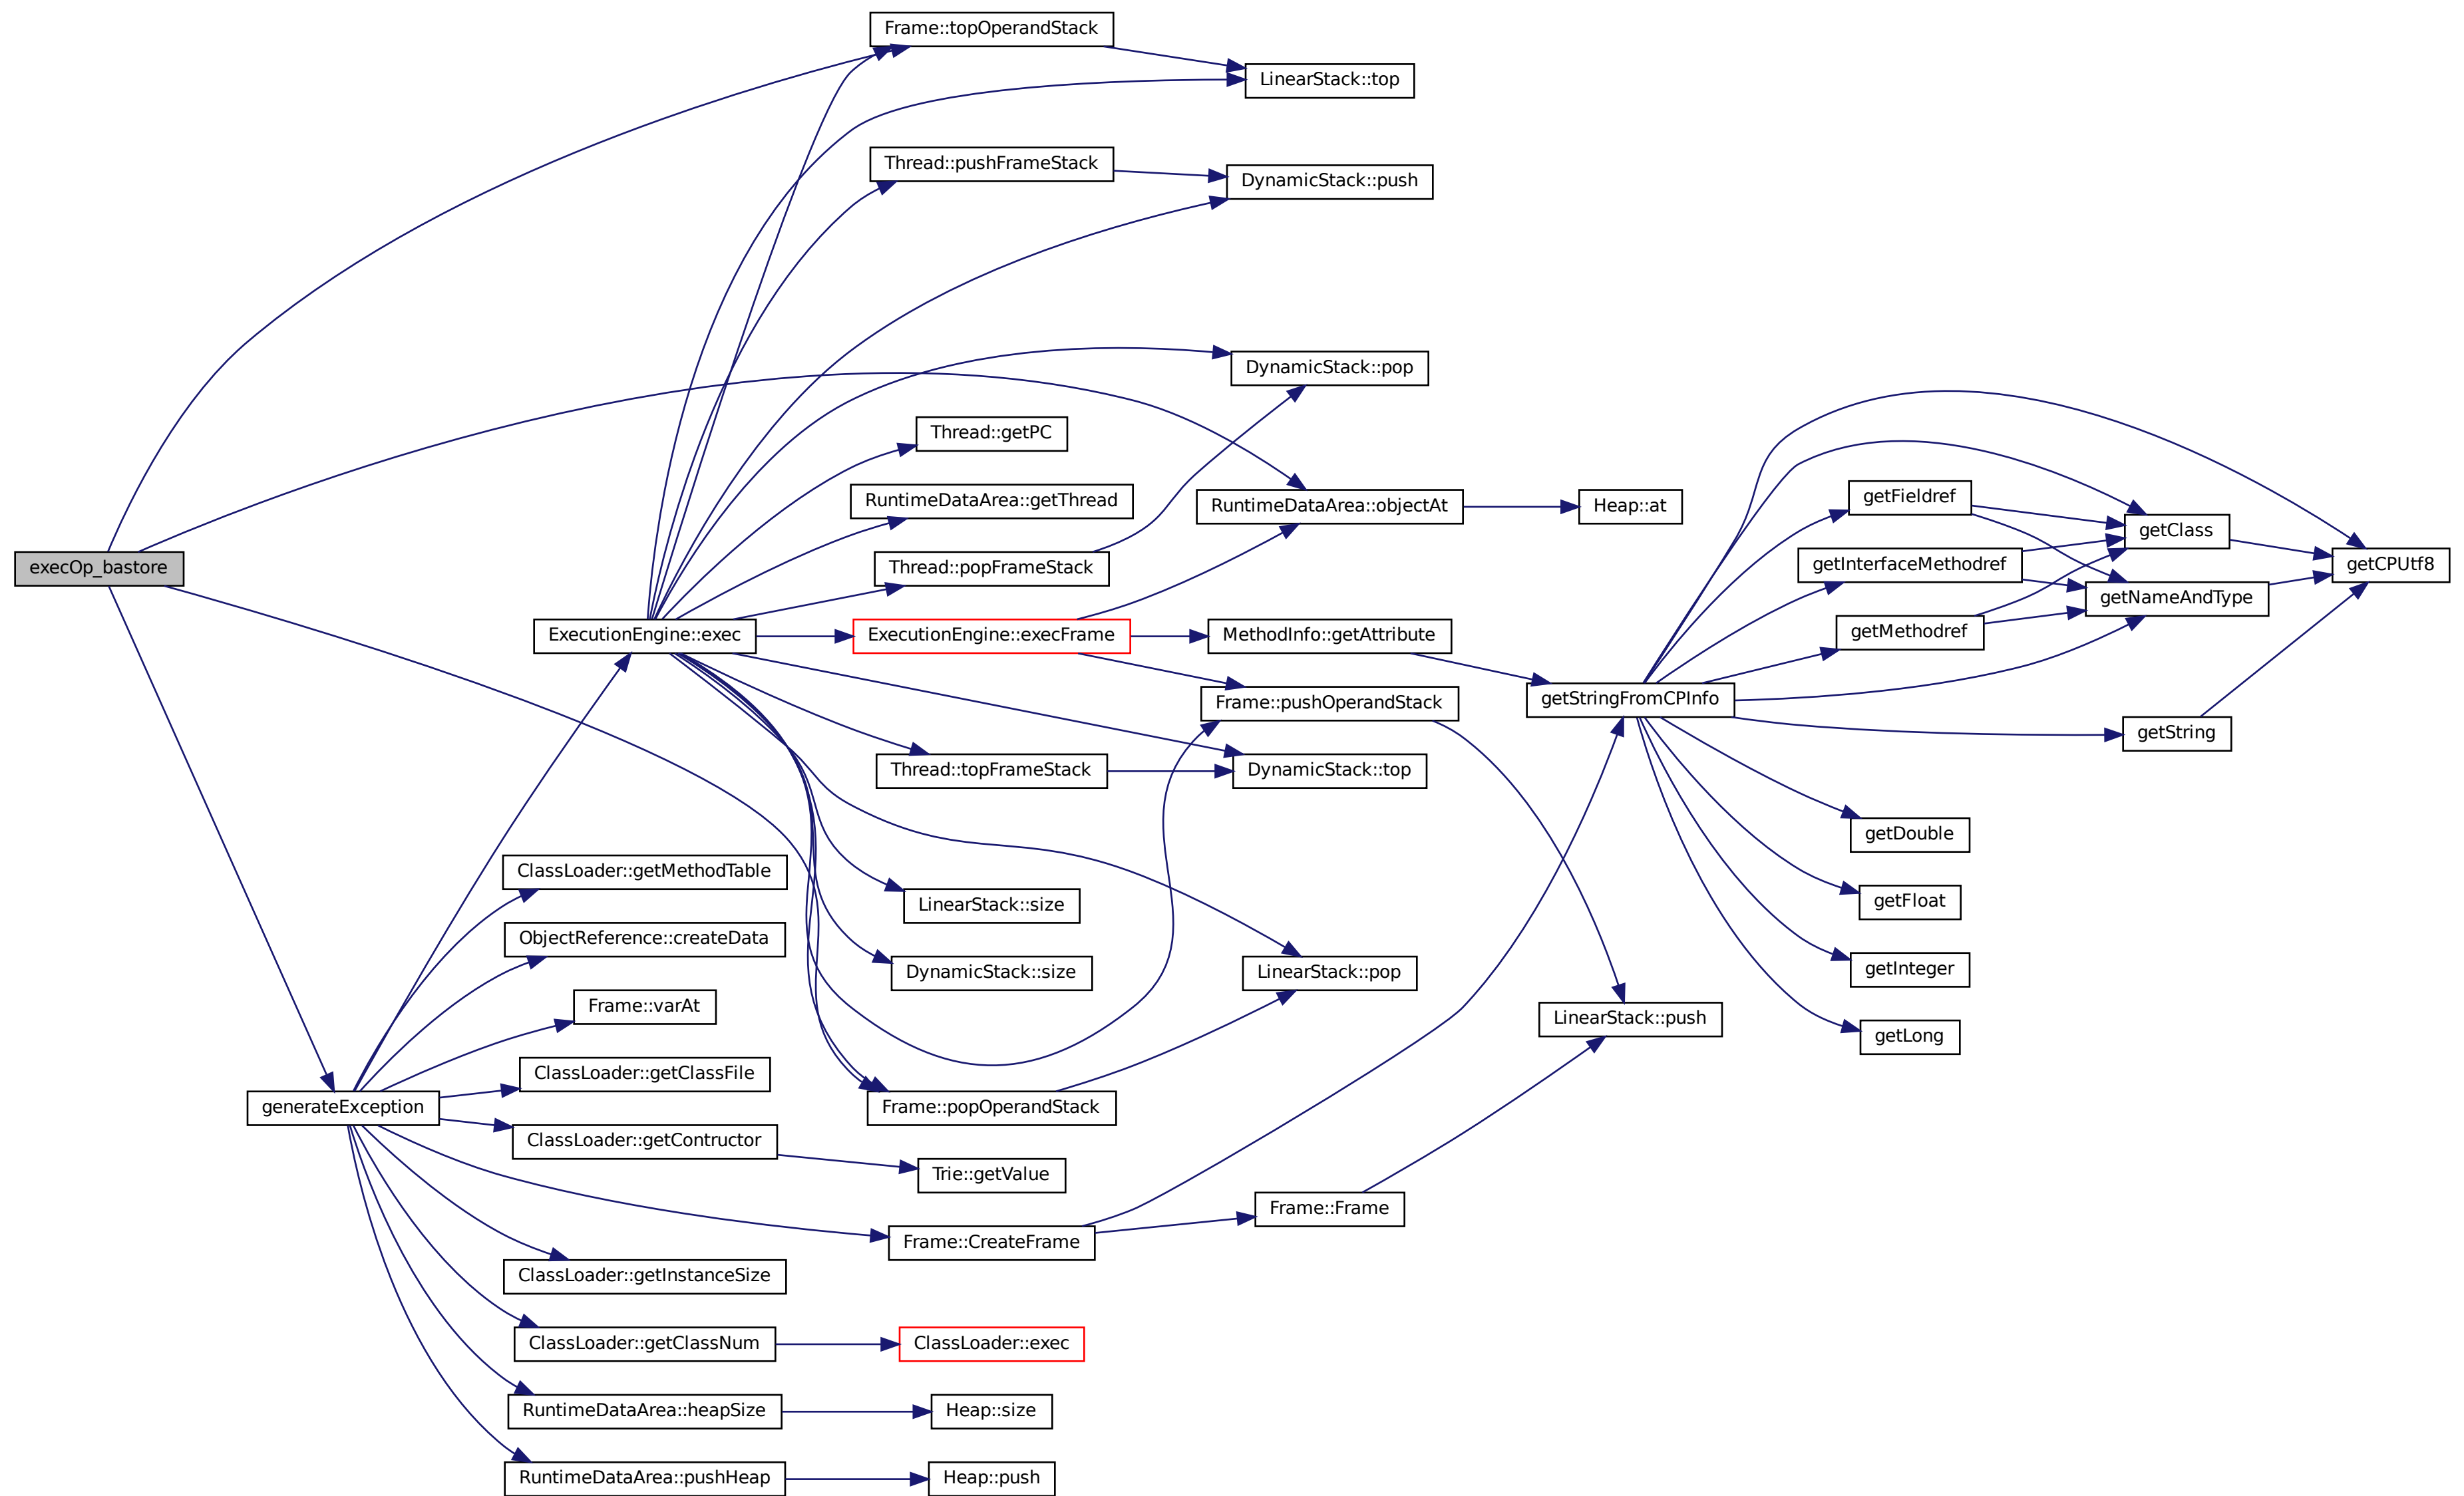 Frame::topOperandStack
LinearStack::top
Thread::pushFrameStack
DynamicStack::push
DynamicStack::pop
Thread::getPC
RuntimeDataArea::getThread
RuntimeDataArea::objectAt
Heap::at
getFieldref
getClass
execOp_bastore
Thread::popFrameStack
getInterfaceMethodref
getCPUtf8
getNameAndType
ExecutionEngine::exec
ExecutionEngine::execFrame
MethodInfo::getAttribute
getMethodref
Frame::pushOperandStack
getStringFromCPInfo
getString
Thread::topFrameStack
DynamicStack::top
getDouble
ClassLoader::getMethodTable
LinearStack::size
getFloat
ObjectReference::createData
DynamicStack::size
LinearStack::pop
getInteger
Frame::varAt
LinearStack::push
getLong
ClassLoader::getClassFile
generateException
Frame::popOperandStack
ClassLoader::getContructor
Trie::getValue
Frame::Frame
Frame::CreateFrame
ClassLoader::getInstanceSize
ClassLoader::getClassNum
ClassLoader::exec
RuntimeDataArea::heapSize
Heap::size
RuntimeDataArea::pushHeap
Heap::push